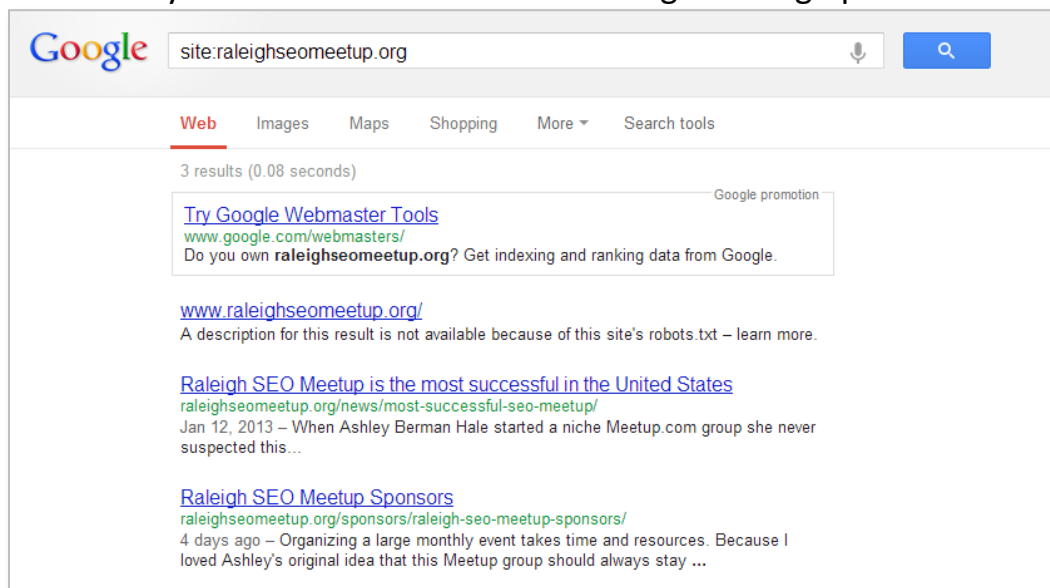 Google site:raleighseomeetup.org
Web Images Maps Shopping More Search tools
3 results (0.08 seconds)
Google promotion
Try Google Webmaster Tools
www.google.com/webmasters/
Do you own raleighseomeetup.org? Get indexing and ranking data from Google.
www.raleighseomeetup.org/
A description for this result is not available because of this site's robots.txt – learn more.
Raleigh SEO Meetup is the most successful in the United States
raleighseomeetup.org/news/most-successful-seo-meetup/
Jan 12, 2013 – When Ashley Berman Hale started a niche Meetup.com group she never
suspected this...
Raleigh SEO Meetup Sponsors
raleighseomeetup.org/sponsors/raleigh-seo-meetup-sponsors/
4 days ago – Organizing a large monthly event takes time and resources. Because I
loved Ashley's original idea that this Meetup group should always stay ...